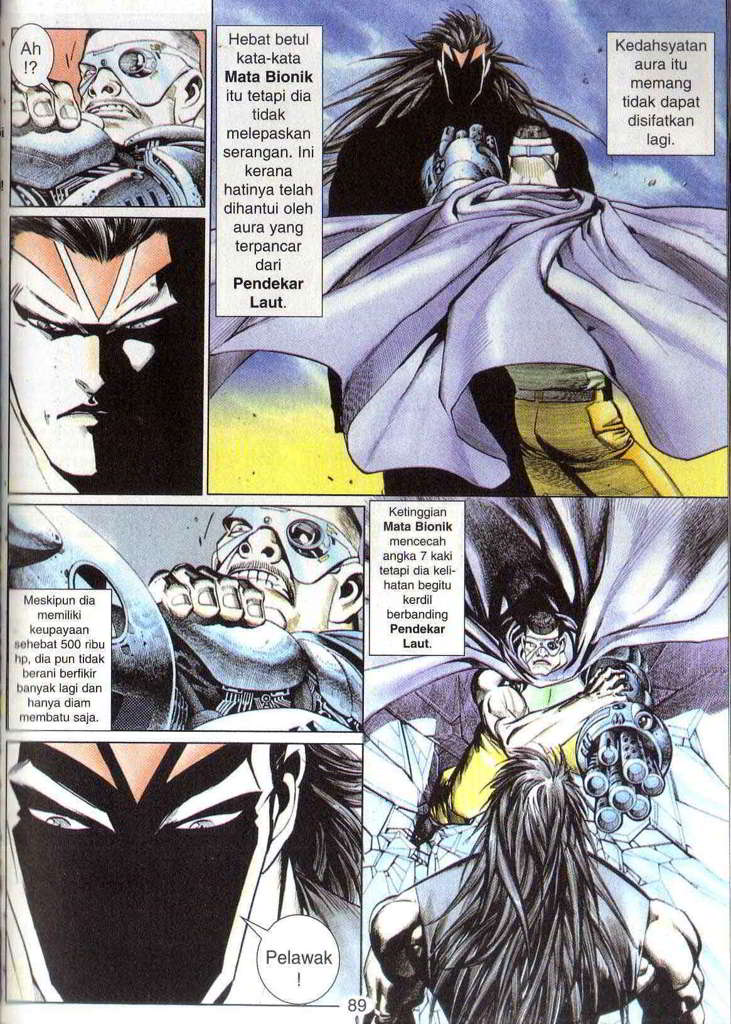 Ah
!?
Hebat betul
kata-kata
Mata Bionik
itu tetapi dia
tidak
melepaskan
serangan. Ini
kerana
hatinya telah
dihantui oleh
aura yang
terpancar
dari
Pendekar
Laut.
Kedahsyatan
aura itu
memang
tidak dapat
disifatkan
lagi.
Meskipun dia
memiliki
keupayaan
sehebat 500 ribu
hp, dia pun tidak
berani berfikir
banyak lagi dan
hanya diam
membatu saja.
Ketinggian
Mata Bionik
mencecah
angka 7 kaki
tetapi dia keli-
hatan begitu
kerdil
berbanding
Pendekar
Laut.
Pelawak
!
89